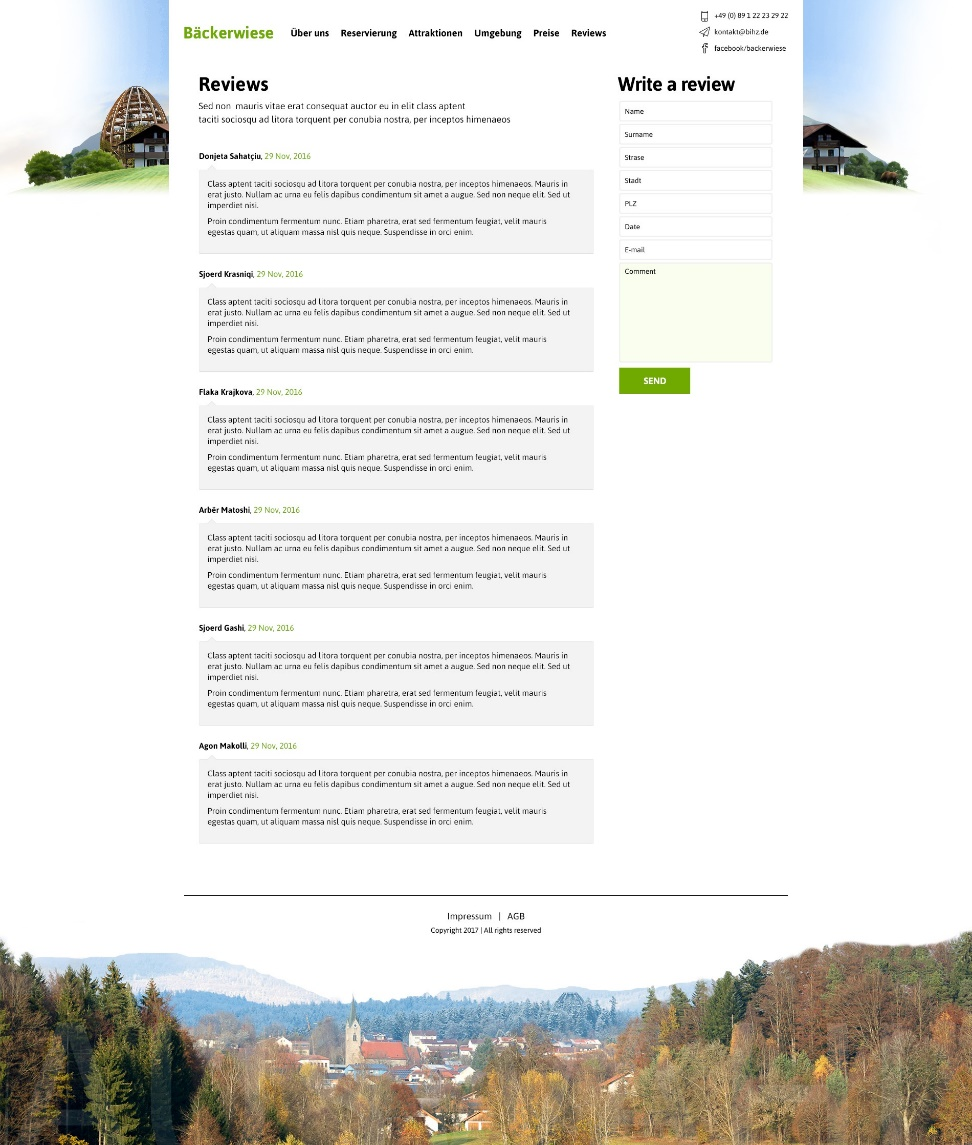 Bäckerwiese
Über uns Reservierung Attraktionen Umgebung Preise Reviews
+49 (0) 89 1 22 23 29 22
kontakt@bihz.de
facebook/backerwiese
Reviews
Sed non mauris vitae erat consequat auctor eu in elit class aptent
taciti sociosqu ad litora torquent per conubia nostra, per inceptos himenaeos
Donjeta Sahatçiu, 29 Nov, 2016
Class aptent taciti sociosqu ad litora torquent per conubia nostra, per inceptos himenaeos. Mauris in
erat justo. Nullam ac urna eu felis dapibus condimentum sit amet a augue. Sed non neque elit. Sed ut
imperdiet nisi.
Proin condimentum fermentum nunc. Etiam pharetra, erat sed fermentum feugiat, velit mauris
egestas quam, ut aliquam massa nisl quis neque. Suspendisse in orci enim.
Sjoerd Krasniqi, 29 Nov, 2016
Class aptent taciti sociosqu ad litora torquent per conubia nostra, per inceptos himenaeos. Mauris in
erat justo. Nullam ac urna eu felis dapibus condimentum sit amet a augue. Sed non neque elit. Sed ut
imperdiet nisi.
Proin condimentum fermentum nunc. Etiam pharetra, erat sed fermentum feugiat, velit mauris
egestas quam, ut aliquam massa nisl quis neque. Suspendisse in orci enim.
Flaka Krajkova, 29 Nov, 2016
Class aptent taciti sociosqu ad litora torquent per conubia nostra, per inceptos himenaeos. Mauris in
erat justo. Nullam ac urna eu felis dapibus condimentum sit amet a augue. Sed non neque elit. Sed ut
imperdiet nisi.
Proin condimentum fermentum nunc. Etiam pharetra, erat sed fermentum feugiat, velit mauris
egestas quam, ut aliquam massa nisl quis neque. Suspendisse in orci enim.
Arbër Matoshi, 29 Nov, 2016
Class aptent taciti sociosqu ad litora torquent per conubia nostra, per inceptos himenaeos. Mauris in
erat justo. Nullam ac urna eu felis dapibus condimentum sit amet a augue. Sed non neque elit. Sed ut
imperdiet nisi.
Proin condimentum fermentum nunc. Etiam pharetra, erat sed fermentum feugiat, velit mauris
egestas quam, ut aliquam massa nisl quis neque. Suspendisse in orci enim.
Sjoerd Gashi, 29 Nov, 2016
Class aptent taciti sociosqu ad litora torquent per conubia nostra, per inceptos himenaeos. Mauris in
erat justo. Nullam ac urna eu felis dapibus condimentum sit amet a augue. Sed non neque elit. Sed ut
imperdiet nisi.
Proin condimentum fermentum nunc. Etiam pharetra, erat sed fermentum feugiat, velit mauris
egestas quam, ut aliquam massa nisl quis neque. Suspendisse in orci enim.
Agon Makolli, 29 Nov, 2016
Class aptent taciti sociosqu ad litora torquent per conubia nostra, per inceptos himenaeos. Mauris in
erat justo. Nullam ac urna eu felis dapibus condimentum sit amet a augue. Sed non neque elit. Sed ut
imperdiet nisi.
Proin condimentum fermentum nunc. Etiam pharetra, erat sed fermentum feugiat, velit mauris
egestas quam, ut aliquam massa nisl quis neque. Suspendisse in orci enim.
Write a review
Name
Surname
Strase
Stadt
PLZ
Date
E-mail
Comment
SEND
Impressum | AGB
Copyright 2017 | All rights reserved